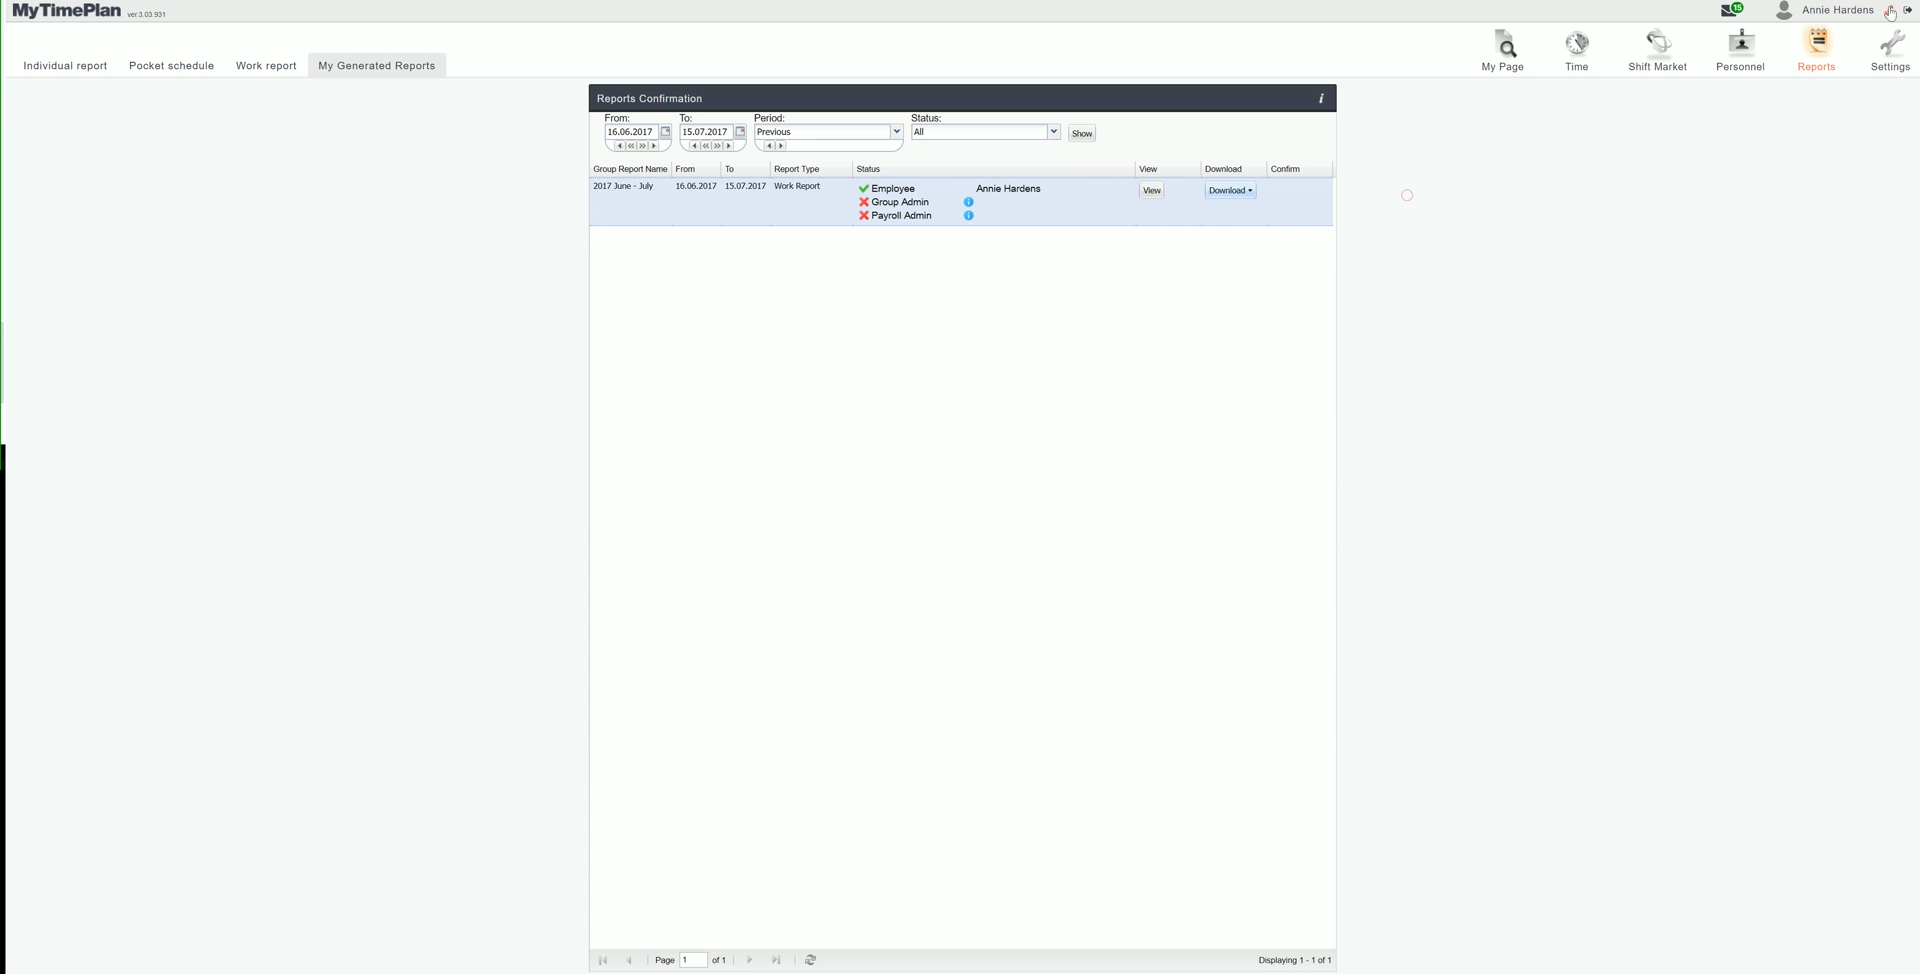 MyTimePlan ver.3.03.931
15 Annie Hardens
Individual report Pocket schedule Work report My Generated Reports
My Page Time Shift Market Personnel Reports Settings
Reports Confirmation i
From: To: Period: Status:
16.06.2017 15.07.2017 Previous All Show
Group Report Name From To Report Type Status View Download Confirm
2017 June - July 16.06.2017 15.07.2017 Work Report Employee Annie Hardens View Download
Group Admin
Payroll Admin
Page 1 of 1 Displaying 1 - 1 of 1